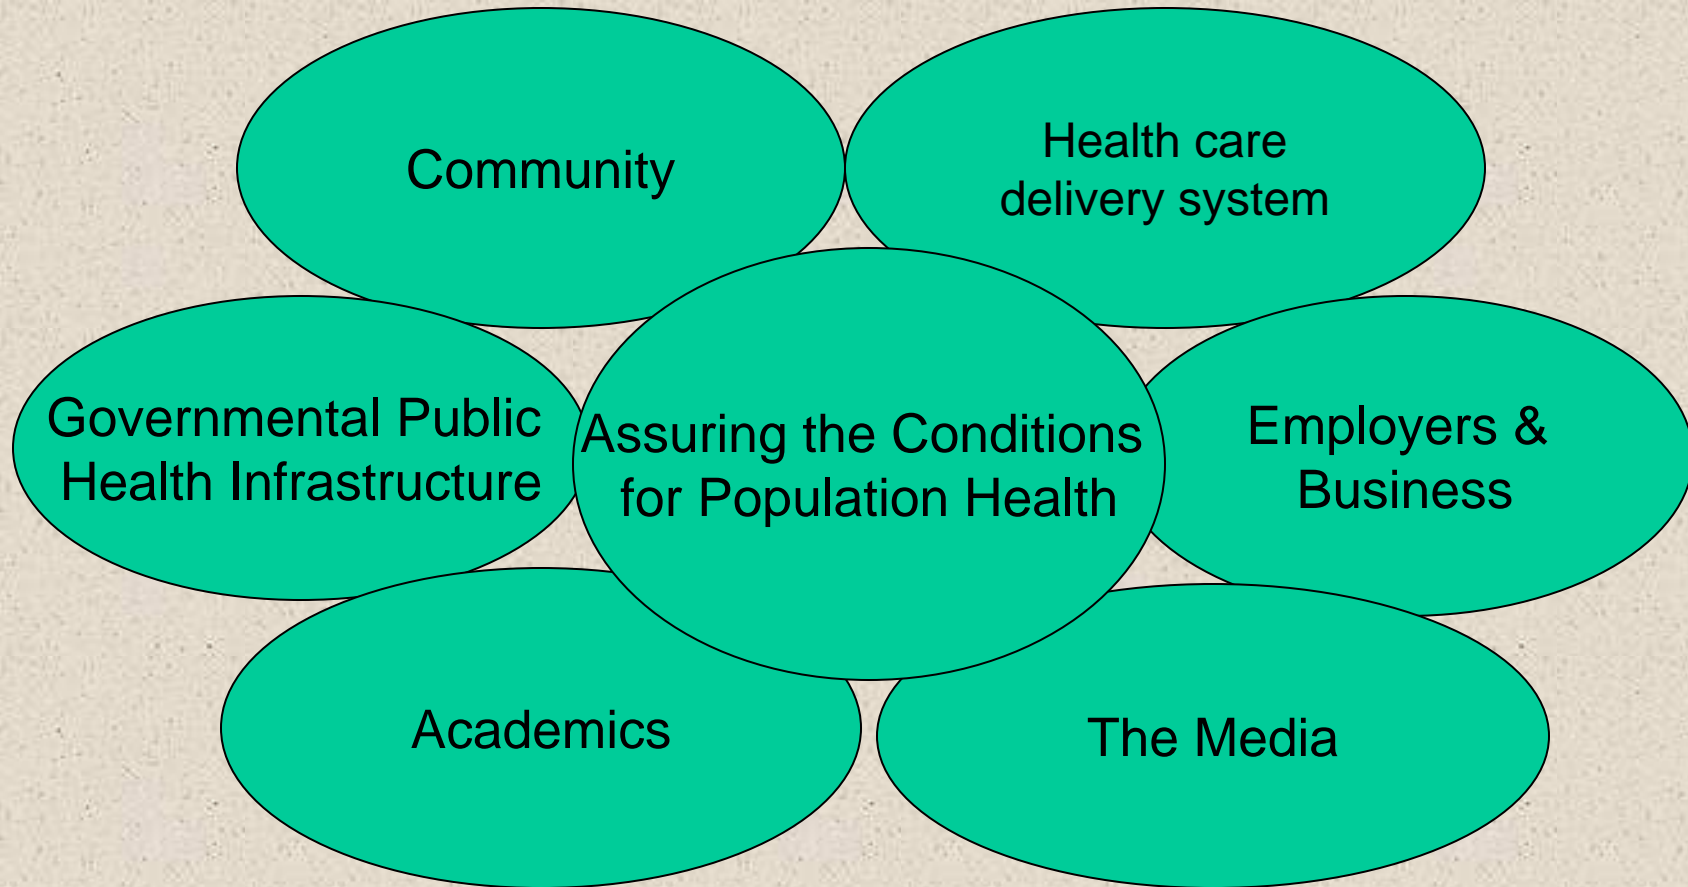 Community
Health care
delivery system
Governmental Public
Health Infrastructure
Assuring the Conditions
for Population Health
Employers &
Business
Academics
The Media